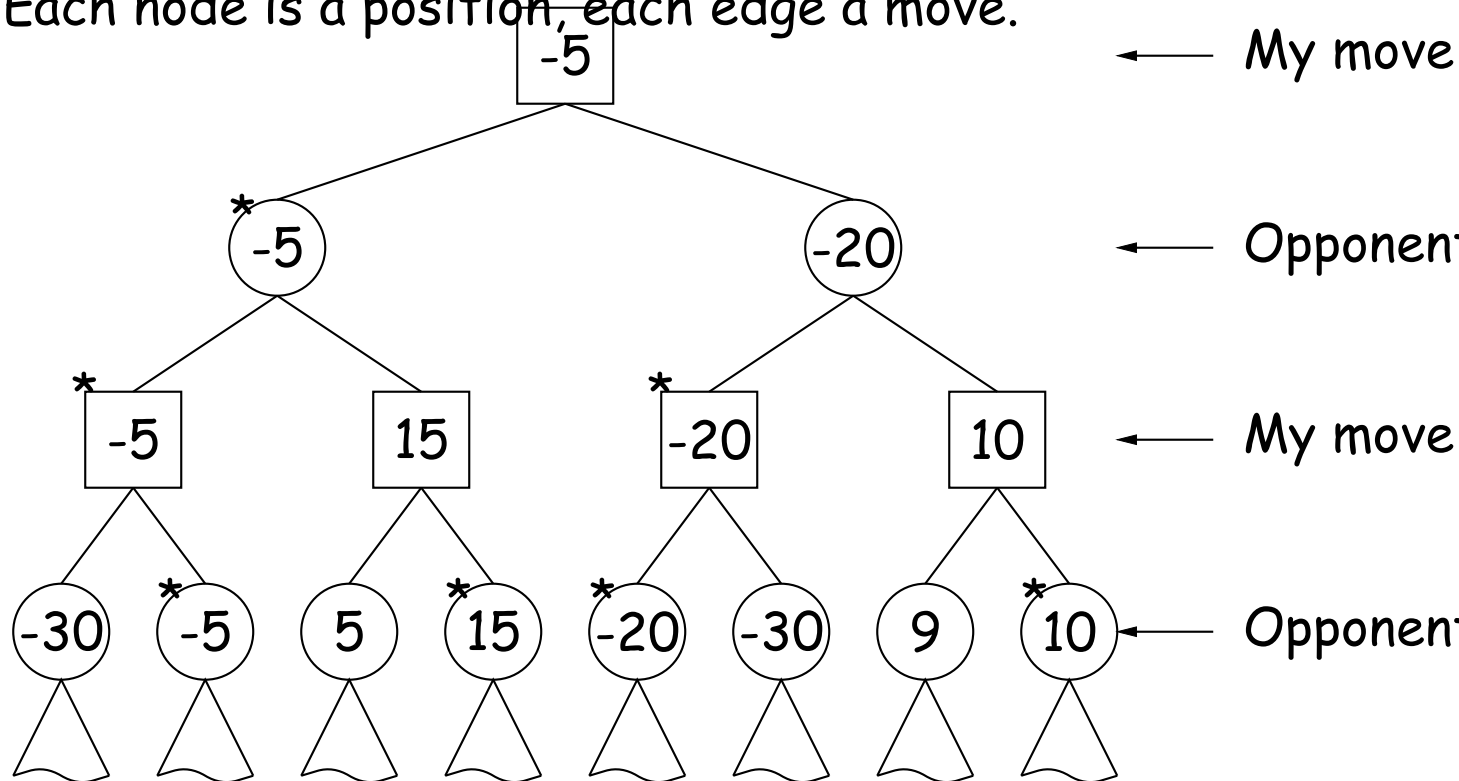 Each node is a position, each edge a move.
-5 My move
* -5 -20 Opponent
* -5 15 * -20 10 My move
-30 * -5 5 * 15 * -20 -30 9 * 10 Opponent